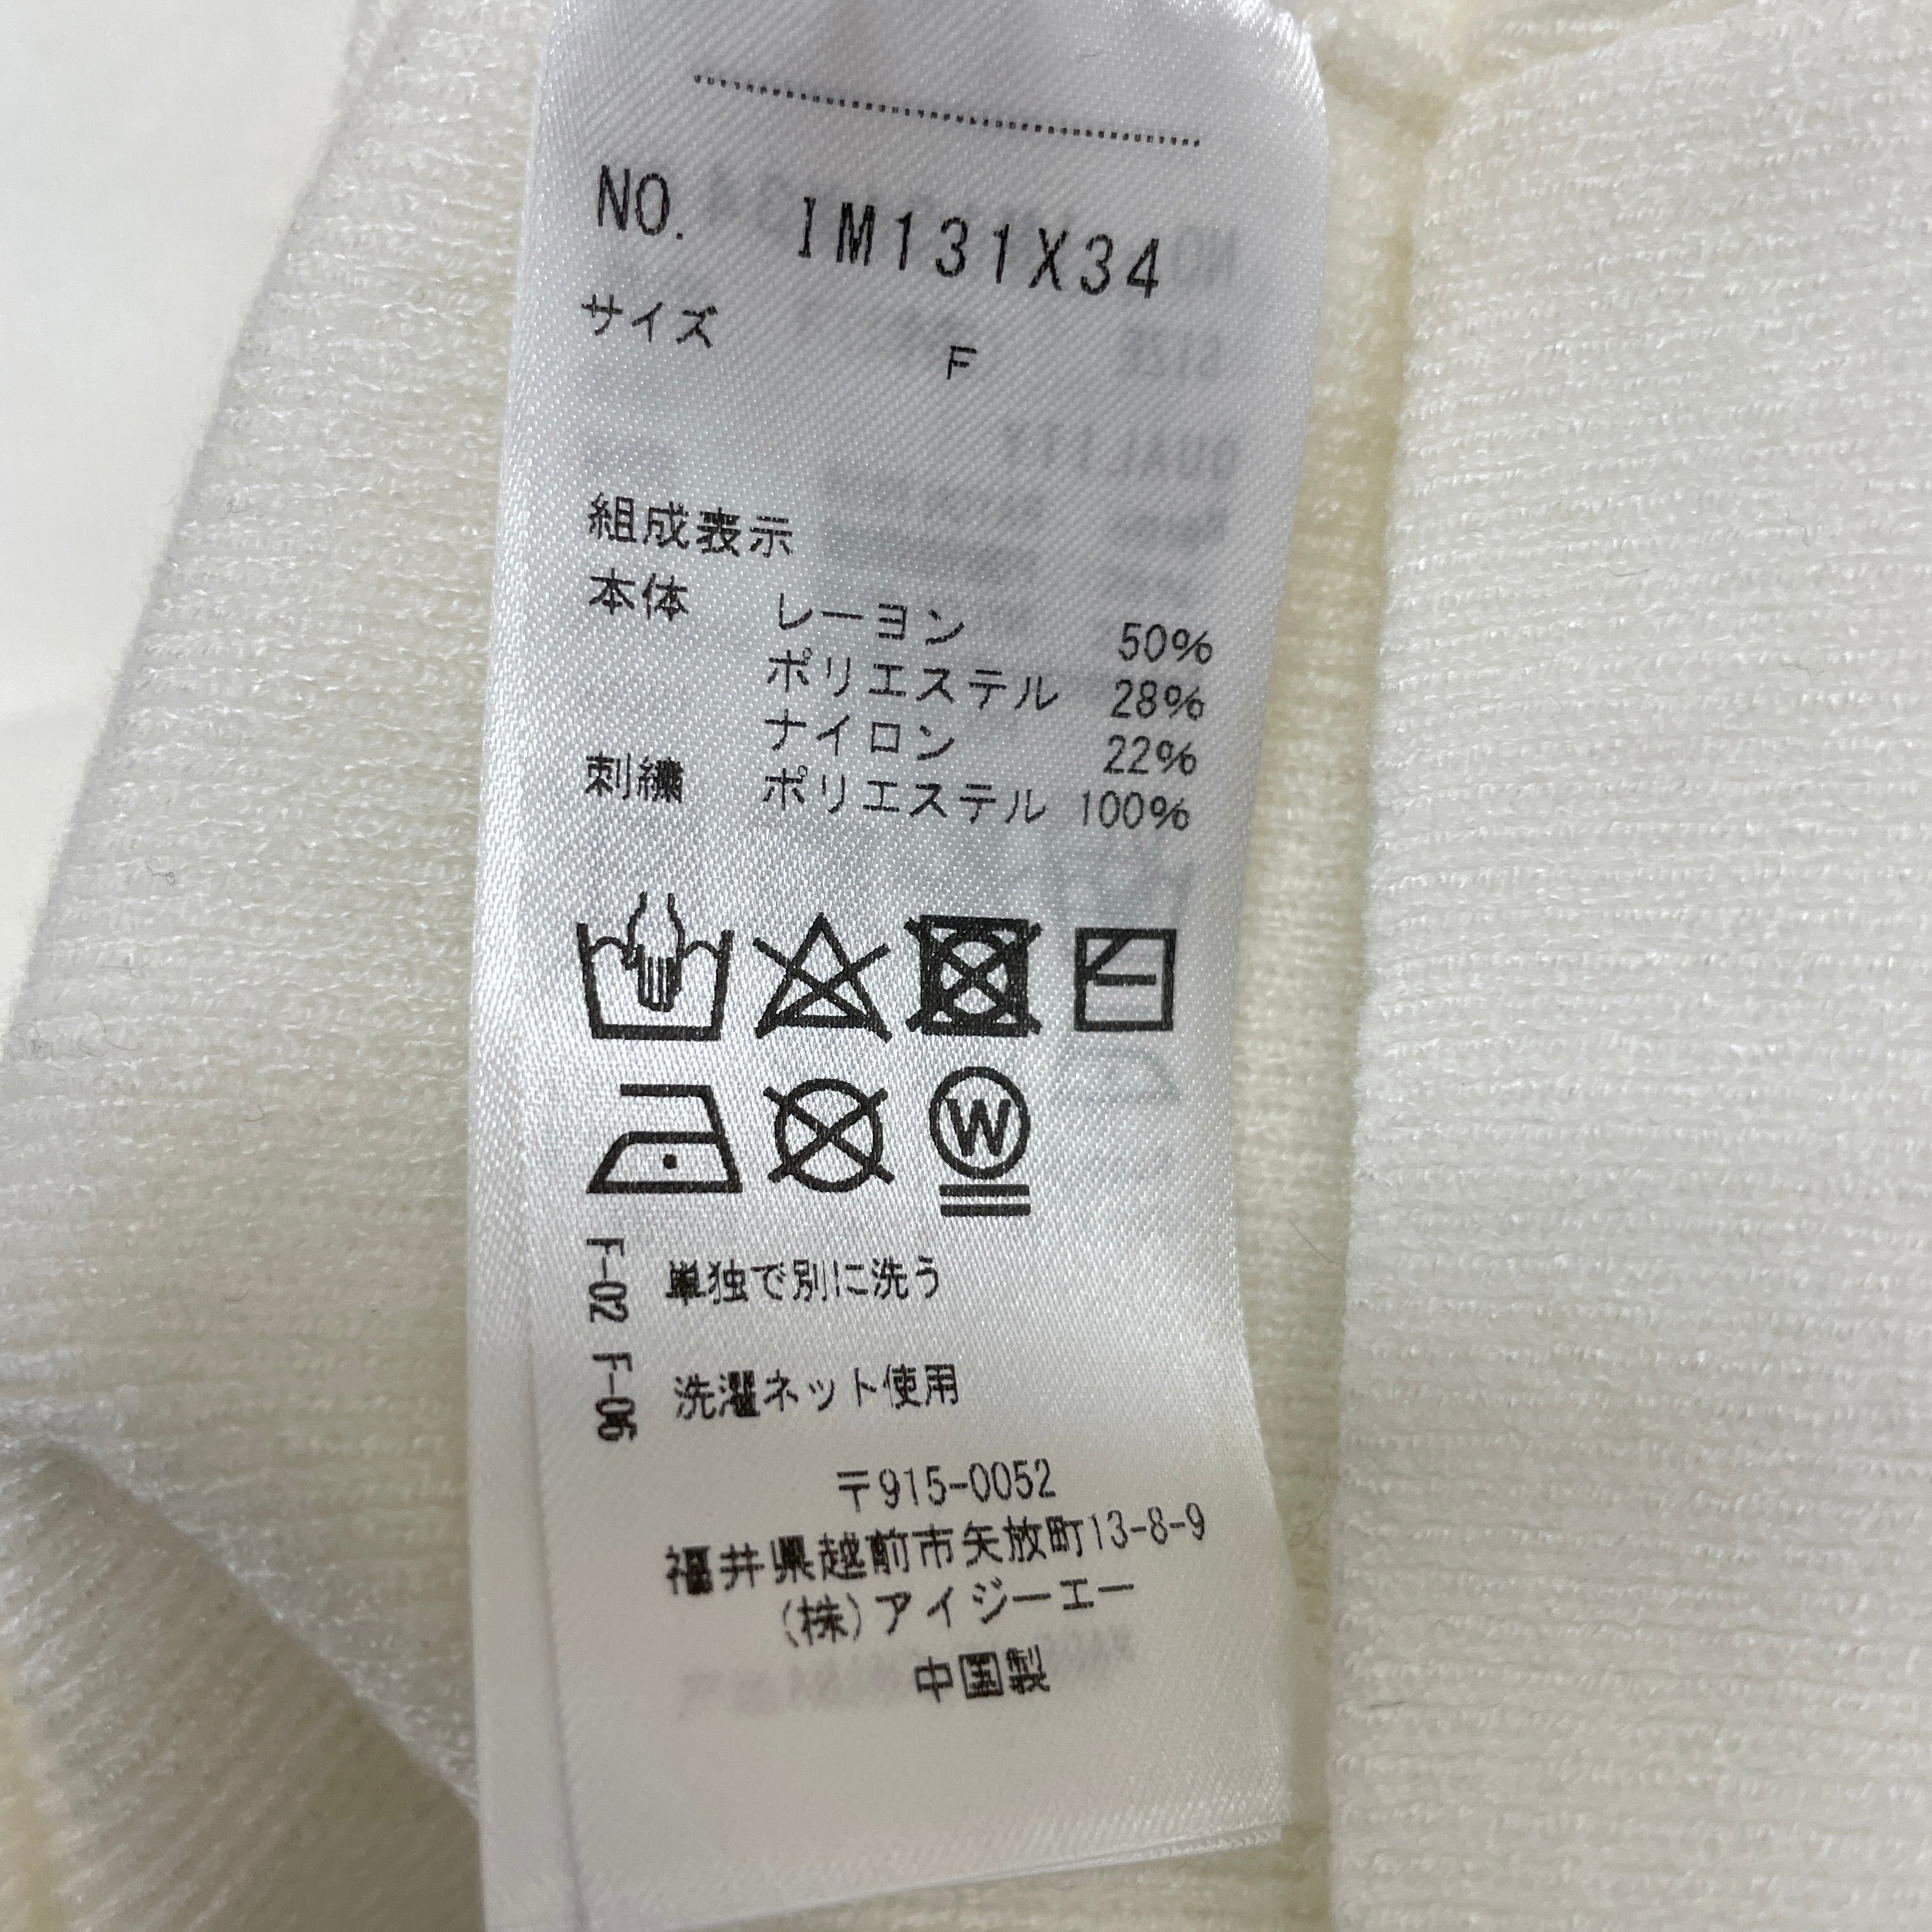 NO. IM131X34
サイズ F
組成表示
本体 レーヨン 50%
ポリエステル 28%
ナイロン 22%
刺繍 ポリエステル 100%
W
F-02 単独で別に洗う
F-06 洗濯ネット使用
〒915-0052
福井県越前市矢放町13-8-9
(株)アイジーエー
中国製